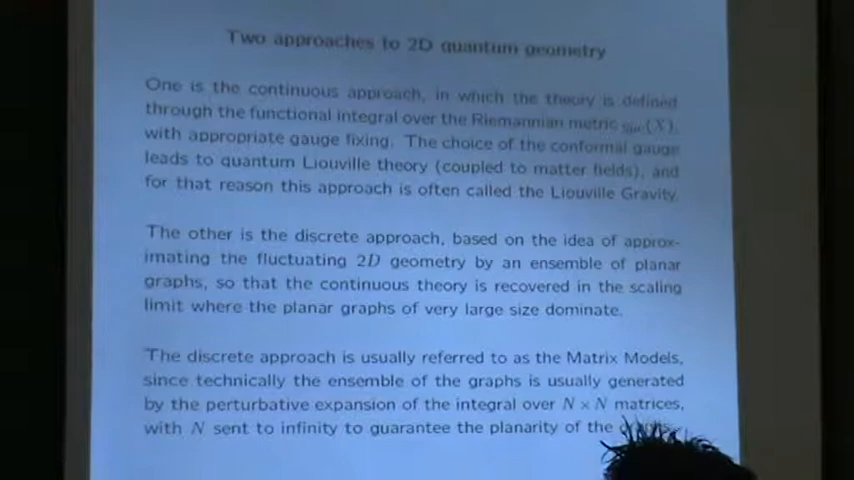 Two approaches to 2D quantum geometry
One is the continuous approach, in which the theory is defined
through the functional integral over the Riemannian metric g_{μν}(X),
with appropriate gauge fixing. The choice of the conformal gauge
leads to quantum Liouville theory (coupled to matter fields), and
for that reason this approach is often called the Liouville Gravity.
The other is the discrete approach, based on the idea of approx-
imating the fluctuating 2D geometry by an ensemble of planar
graphs, so that the continuous theory is recovered in the scaling
limit where the planar graphs of very large size dominate.
The discrete approach is usually referred to as the Matrix Models,
since technically the ensemble of the graphs is usually generated
by the perturbative expansion of the integral over N × N matrices,
with N sent to infinity to guarantee the planarity of the